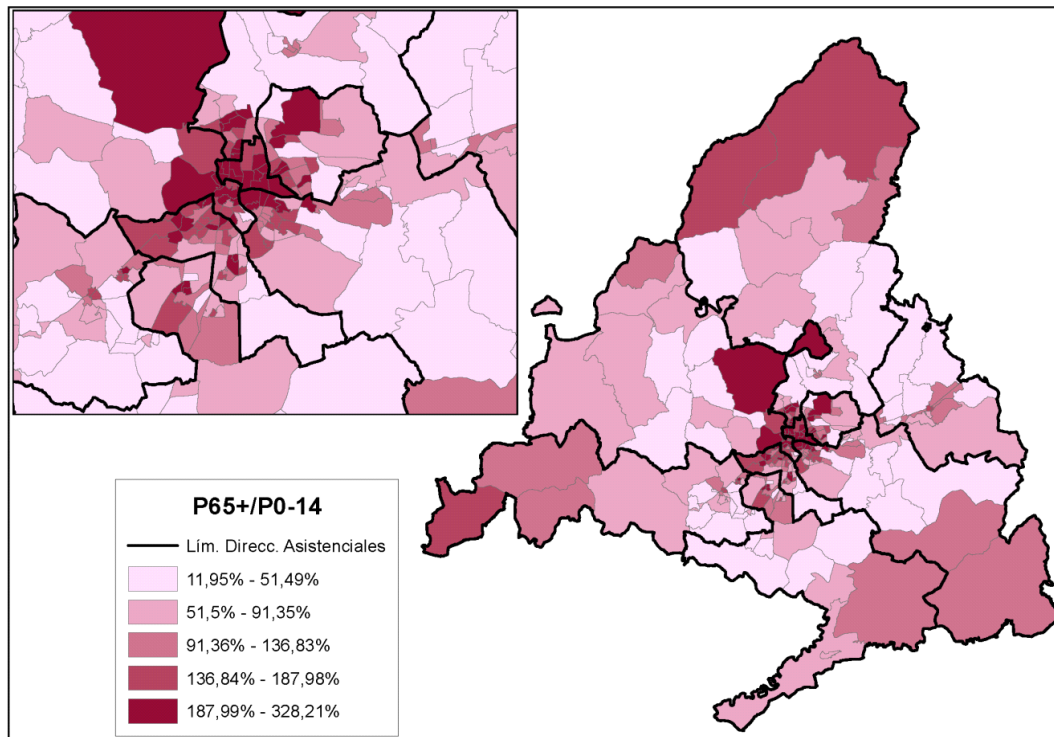 P65+/P0-14
Lím. Direcc. Asistenciales
11,95% - 51,49%
51,5% - 91,35%
91,36% - 136,83%
136,84% - 187,98%
187,99% - 328,21%